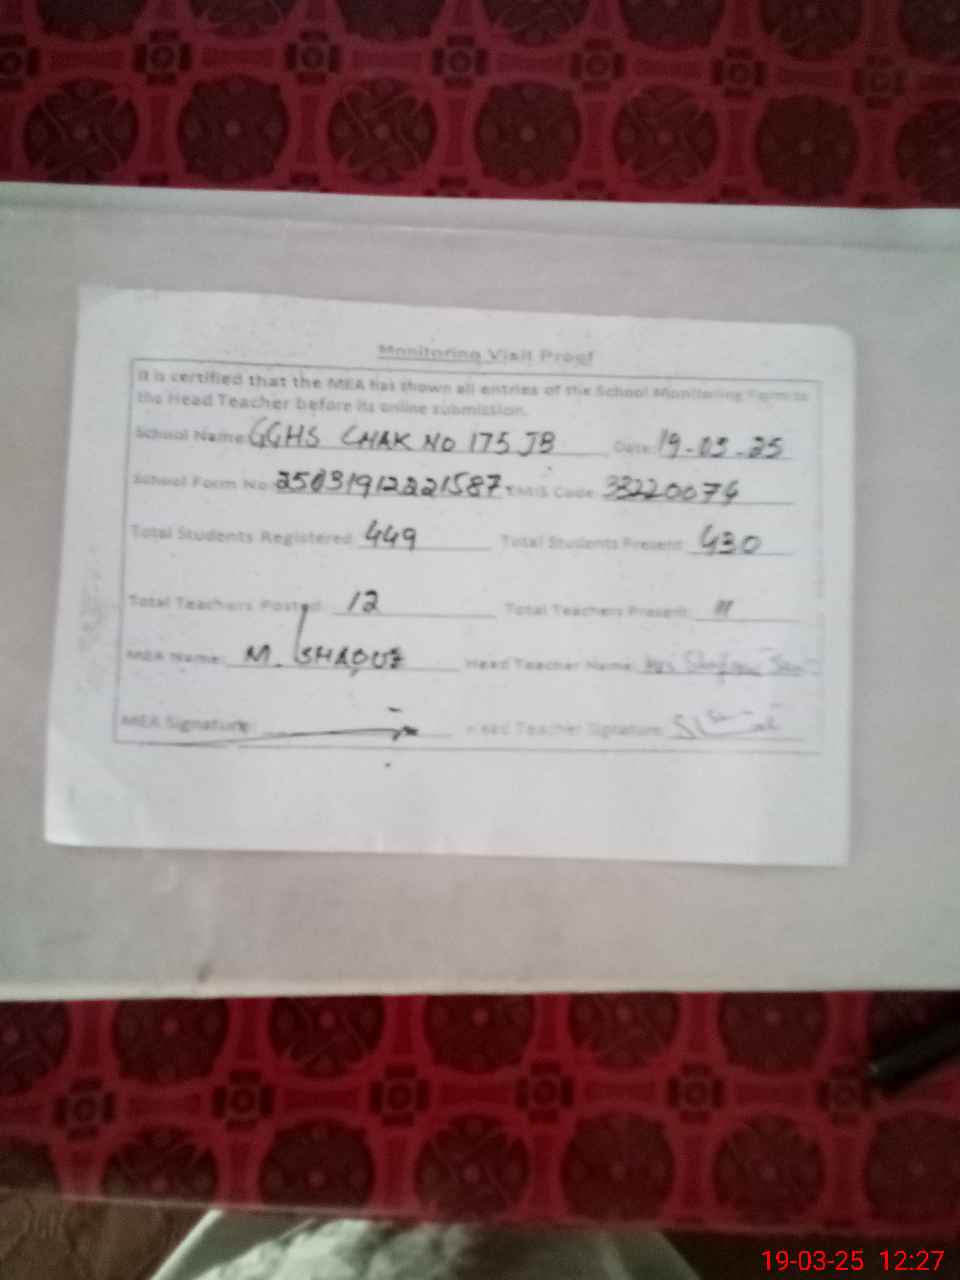 Monitoring Visit Proof
It is certified that the MEA has shown all entries of the School Monitoring Form to
the Head Teacher before its online submission.
School Name: GGHS CHAK NO 175 JB Date: 19-03-25
School Form No: 25031912221587 EMIS Code: 33220074
Total Students Registered: 449 Total Students Present: 430
Total Teachers Posted: 12 Total Teachers Present: 11
MEA Name: M. Head Teacher Name:
MEA Signature: Head Teacher Signature:
19-03-25 12:27